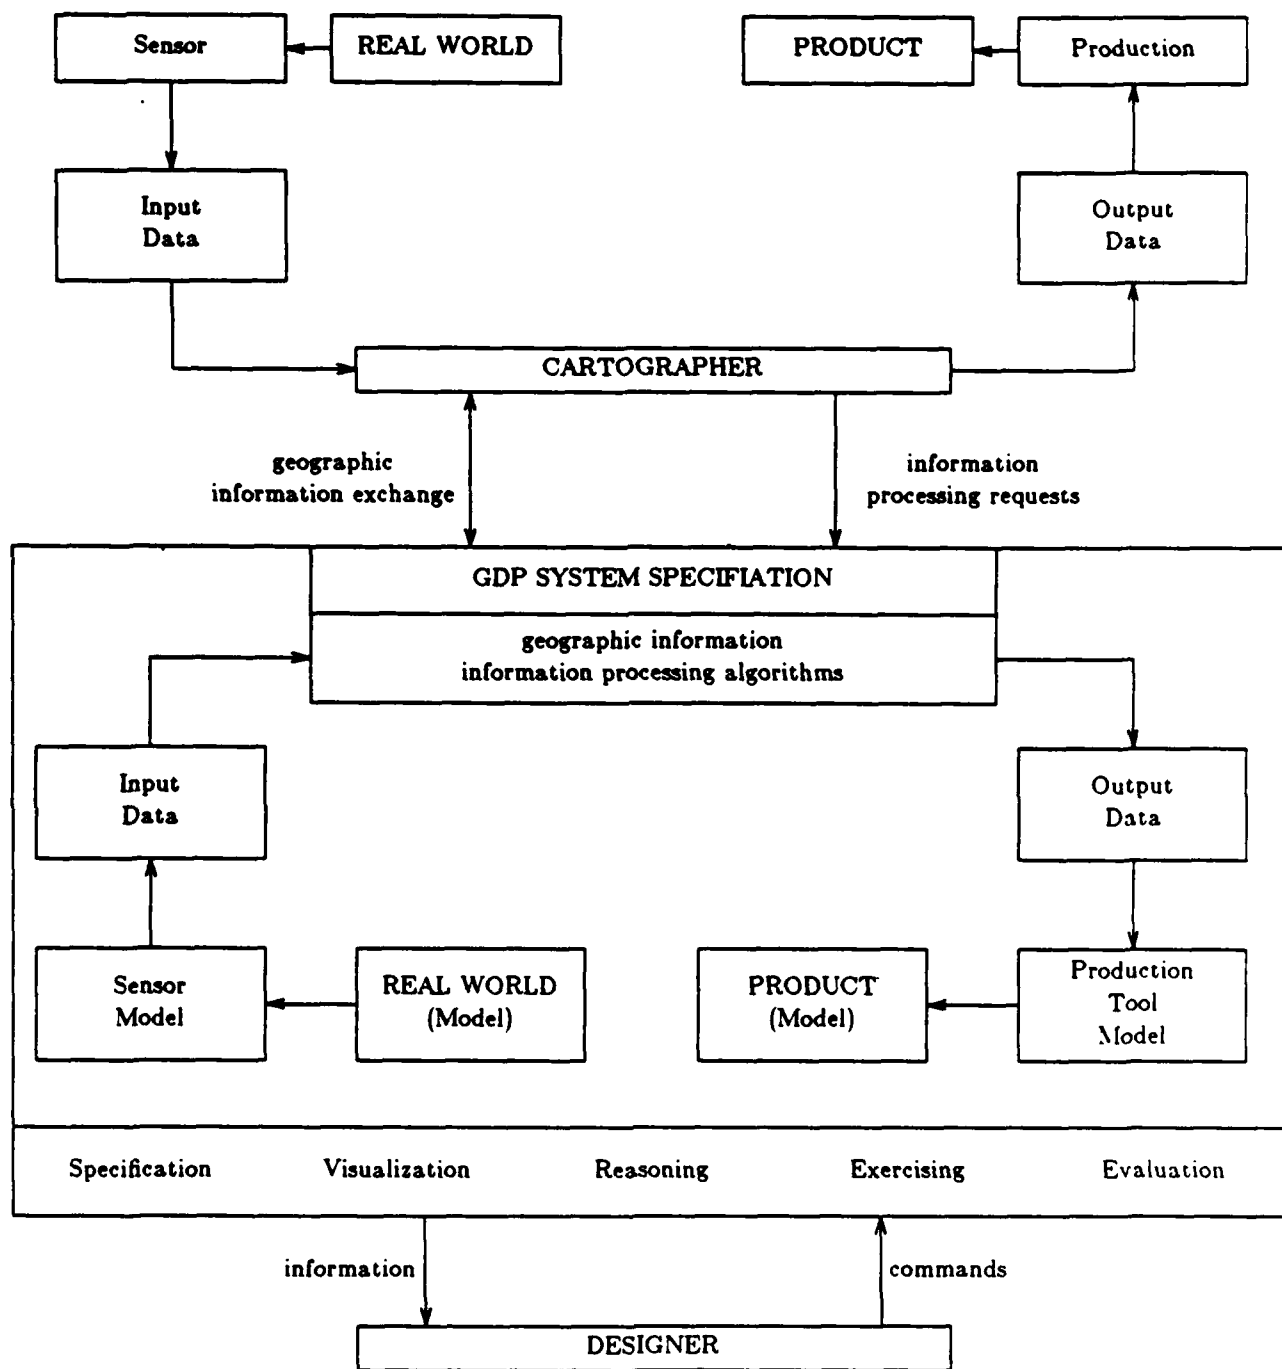 Sensor
REAL WORLD
PRODUCT
Production
Input
Data
Output
Data
CARTOGRAPHER
geographic
information exchange
information
processing requests
GDP SYSTEM SPECIFIATION
geographic information
information processing algorithms
Input
Data
Output
Data
Sensor
Model
REAL WORLD
(Model)
PRODUCT
(Model)
Production
Tool
Model
Specification
Visualization
Reasoning
Exercising
Evaluation
information
commands
DESIGNER